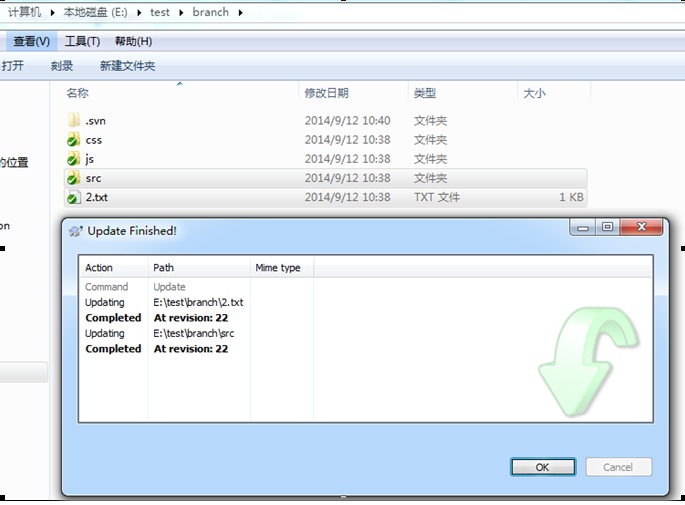 计算机 本地磁盘 (E:) test branch
查看(V) 工具(T) 帮助(H)
打开 刻录 新建文件夹
名称 修改日期 类型 大小
.svn 2014/9/12 10:40 文件夹
css 2014/9/12 10:38 文件夹
js 2014/9/12 10:38 文件夹
的位置
src 2014/9/12 10:38 文件夹
2.txt 2014/9/12 10:38 TXT 文件 1 KB
on
Update Finished!
Action Path Mime type
Command Update
Updating E:\test\branch\2.txt
Completed At revision: 22
Updating E:\test\branch\src
Completed At revision: 22
OK Cancel